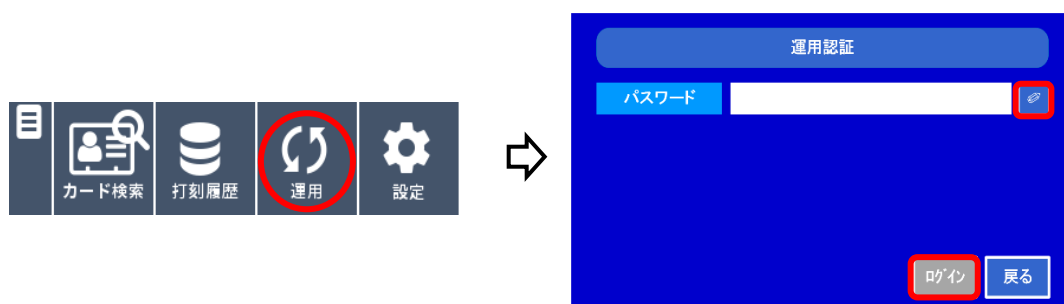 カード検索
打刻履歴
運用
設定
運用認証
パスワード
ﾛｸﾞｲﾝ
戻る